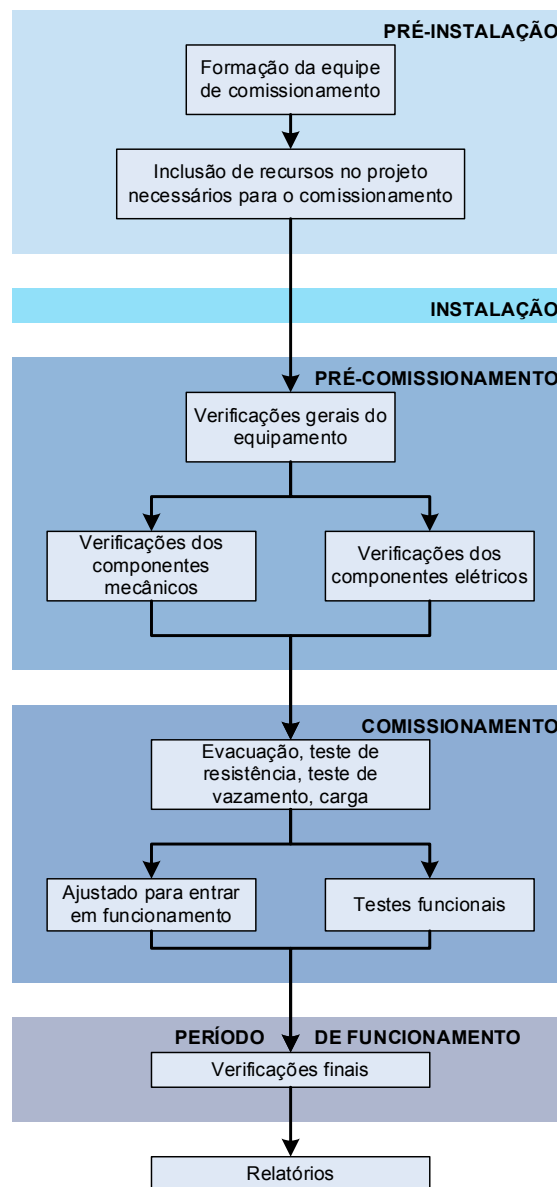 PRÉ-INSTALAÇÃO
Formação da equipe
de comissionamento
Inclusão de recursos no projeto
necessários para o comissionamento
INSTALAÇÃO
PRÉ-COMISSIONAMENTO
Verificações gerais do
equipamento
Verificações dos
componentes
mecânicos
Verificações dos
componentes elétricos
COMISSIONAMENTO
Evacuação, teste de
resistência, teste de
vazamento, carga
Ajustado para entrar
em funcionamento
Testes funcionais
PERÍODO DE FUNCIONAMENTO
Verificações finais
Relatórios